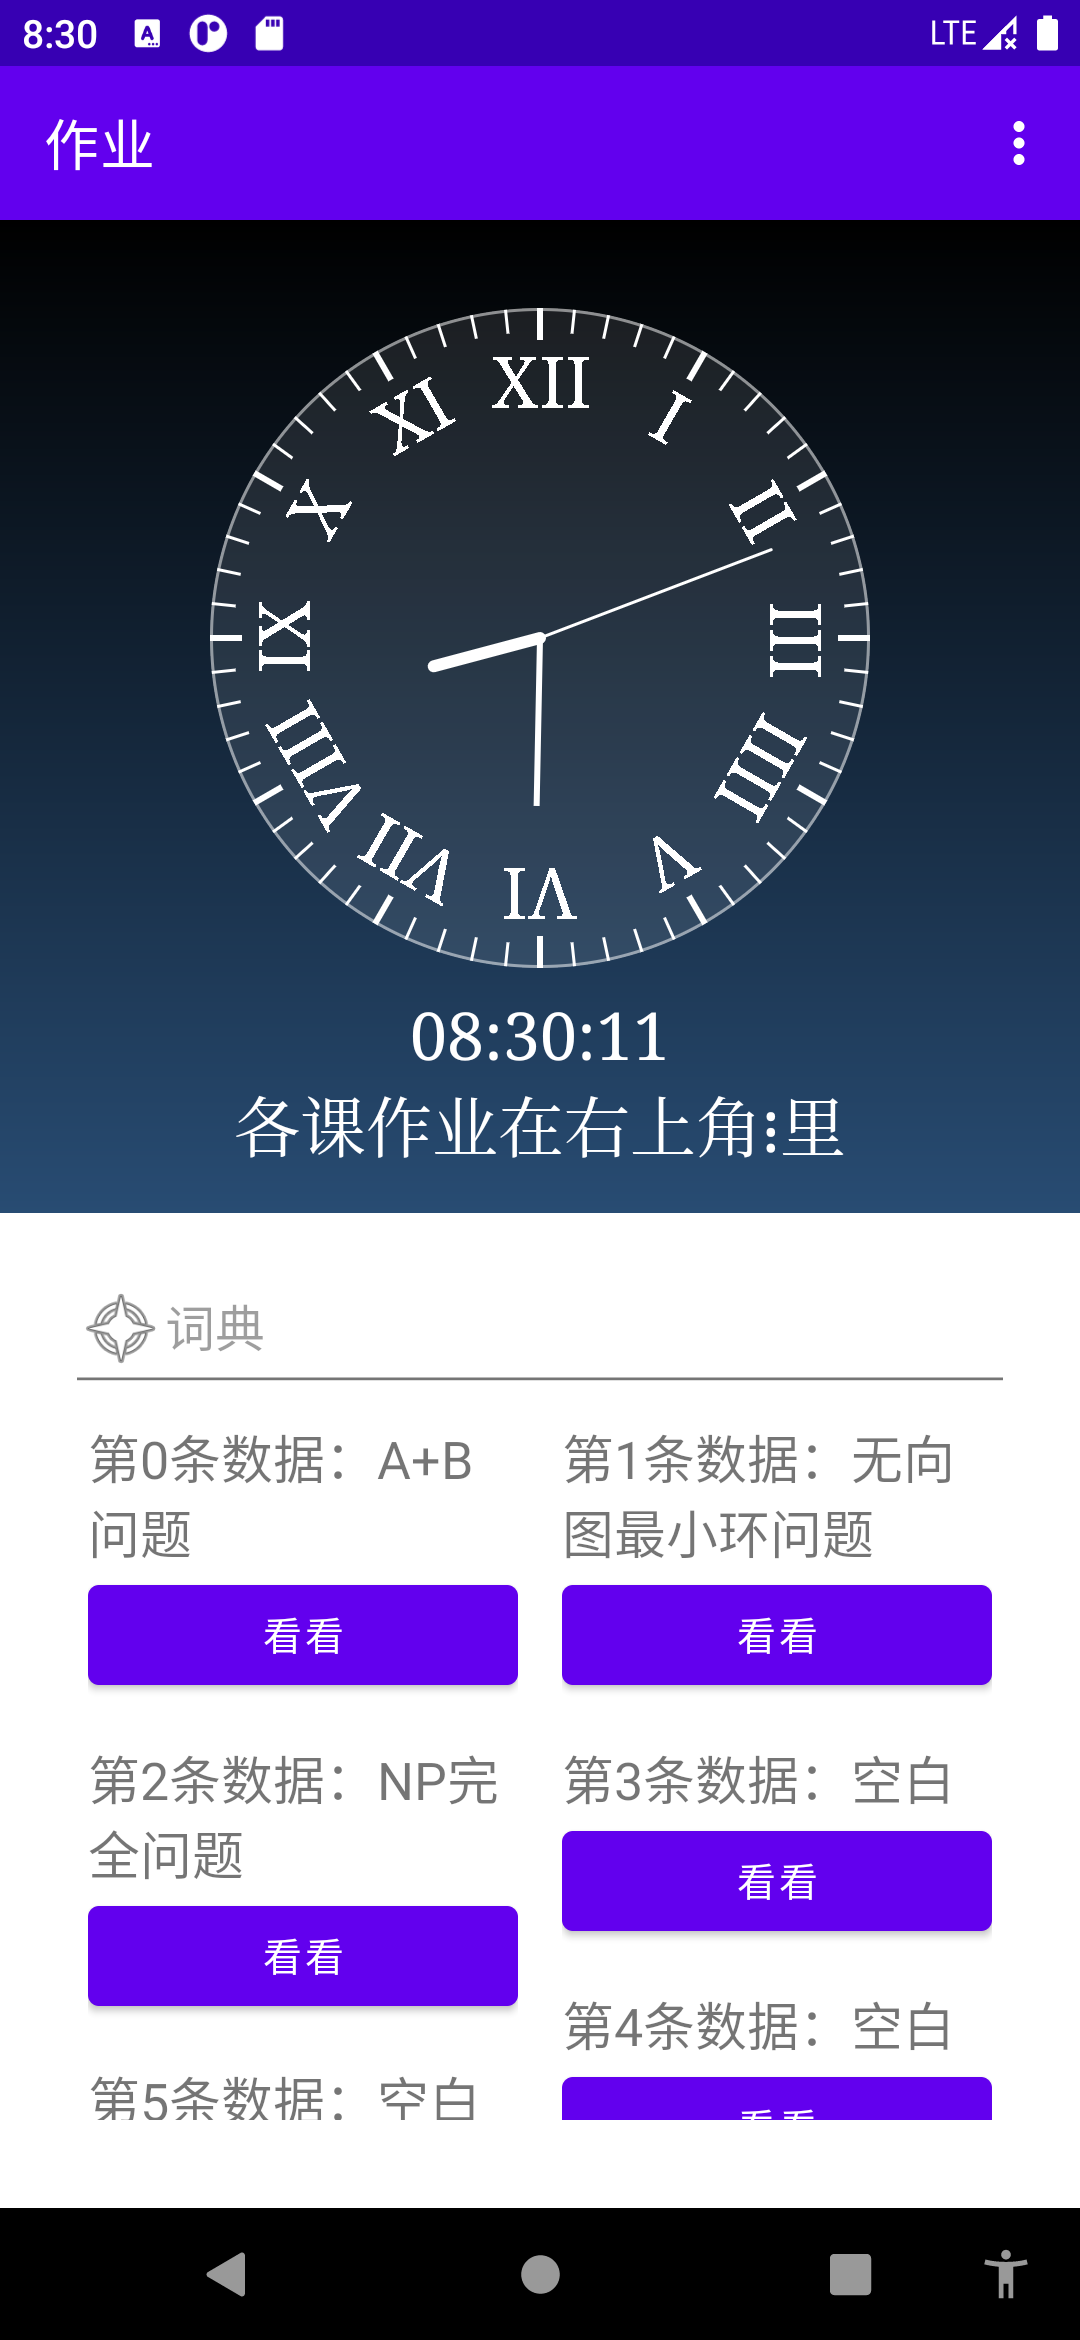 8:30 LTE
作业
XII
I
II
III
IIII
V
VI
VII
VIII
IX
X
XI
08:30:11
各课作业在右上角⋮里
词典
第0条数据：A+B
问题
看看
第1条数据：无向
图最小环问题
看看
第2条数据：NP完
全问题
看看
第3条数据：空白
看看
第4条数据：空白
看看
第5条数据：空白